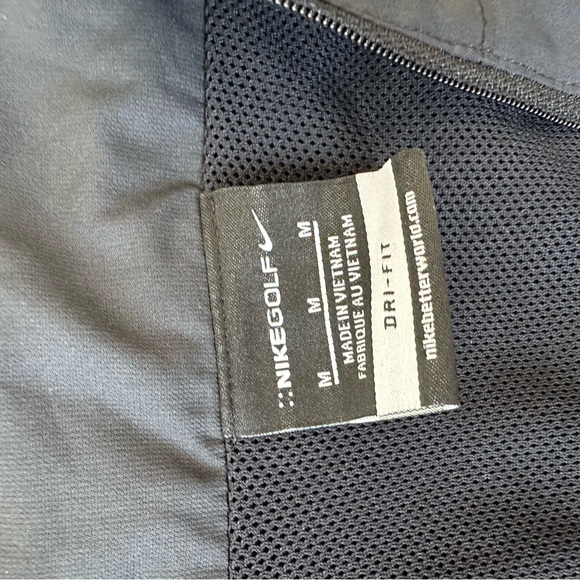 NIKEGOLF
M M M
MADE IN VIETNAM
FABRIQUE AU VIETNAM
DRI-FIT
nikebetterworld.com